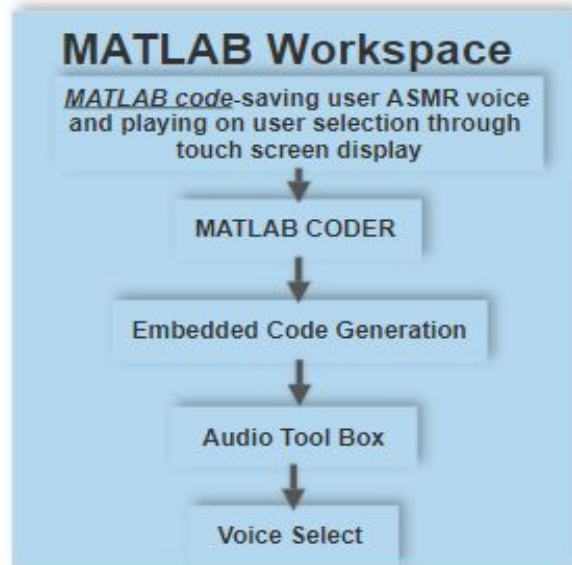 MATLAB Workspace
MATLAB code-saving user ASMR voice
and playing on user selection through
touch screen display
MATLAB CODER
Embedded Code Generation
Audio Tool Box
Voice Select